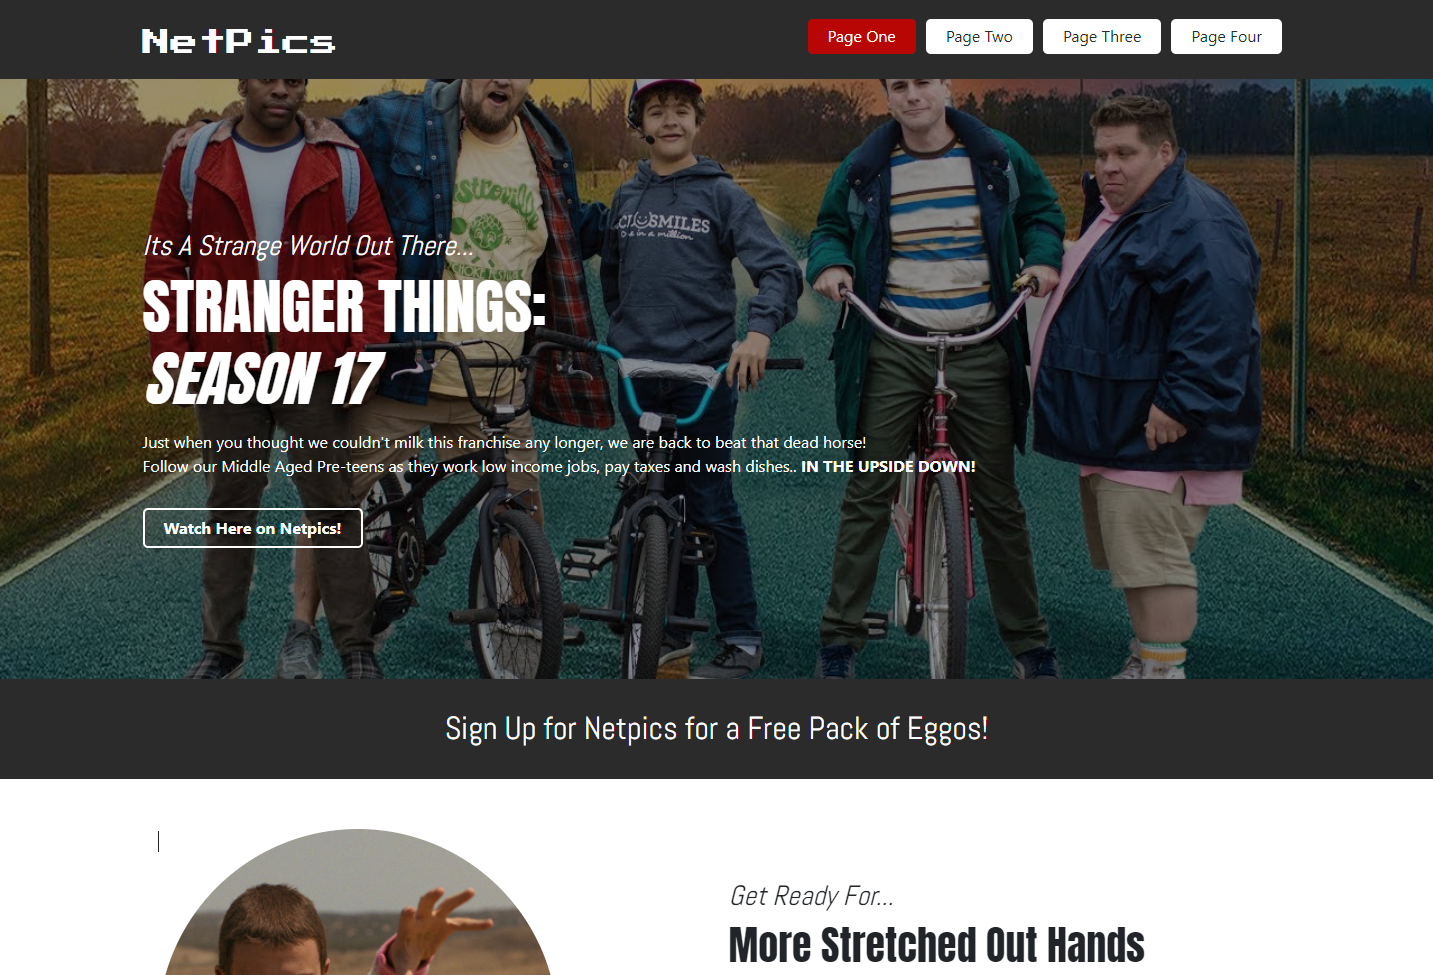 NetPics
Page One
Page Two
Page Three
Page Four
Its A Strange World Out There...
STRANGER THINGS:
SEASON 17
Just when you thought we couldn't milk this franchise any longer, we are back to beat that dead horse!
Follow our Middle Aged Pre-teens as they work low income jobs, pay taxes and wash dishes.. IN THE UPSIDE DOWN!
Watch Here on Netpics!
Sign Up for Netpics for a Free Pack of Eggos!
Get Ready For...
More Stretched Out Hands
SMILES
in a million